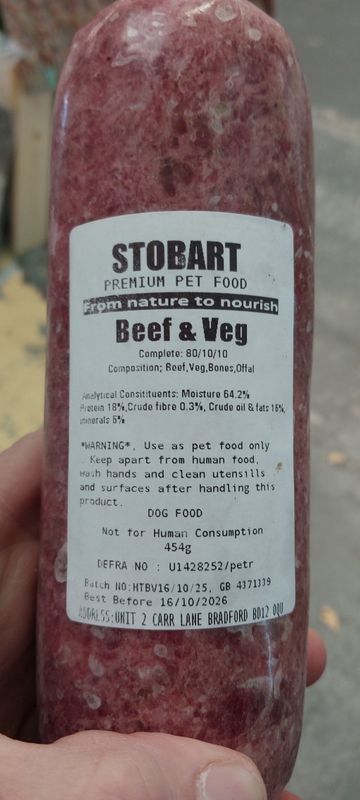 STOBART
PREMIUM PET FOOD
From nature to nourish
Beef & Veg
Complete: 80/10/10
Composition; Beef,Veg,Bones,Offal
Analytical Consitituents: Moisture 64.2%
Protein 18%,Crude fibre 0.3%, Crude oil & fats 16%,
minerals 6%
*WARNING*, Use as pet food only
. Keep apart from human food,
wash hands and clean utensills
and surfaces after handling this
product.
DOG FOOD
Not for Human Consumption
454g
DEFRA NO : U1428252/petr
Batch NO:HTBV16/10/25, GB 4371339
Best Before 16/10/2026
ADDRESS:UNIT 2 CARR LANE BRADFORD BD12 0QU